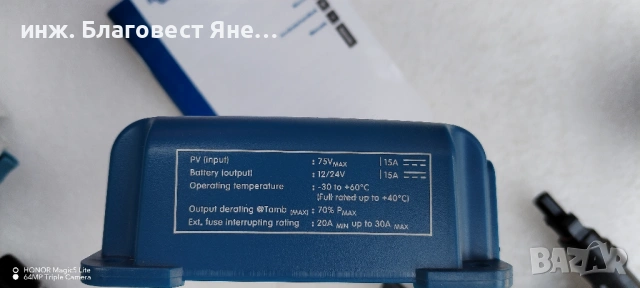 инж. Благовест Яне...
PV (input) : 75VMAX | 15A
Battery (output) : 12/24V | 15A
Operating temperature : -30 to +60°C
(Full rated up to +40°C)
Output derating @Tamb (MAX) : 70% PMAX
Ext, fuse interrupting rating : 20A MIN up to 30A MAX
HONOR Magic5 Lite
64MP Triple Camera
BAZAR